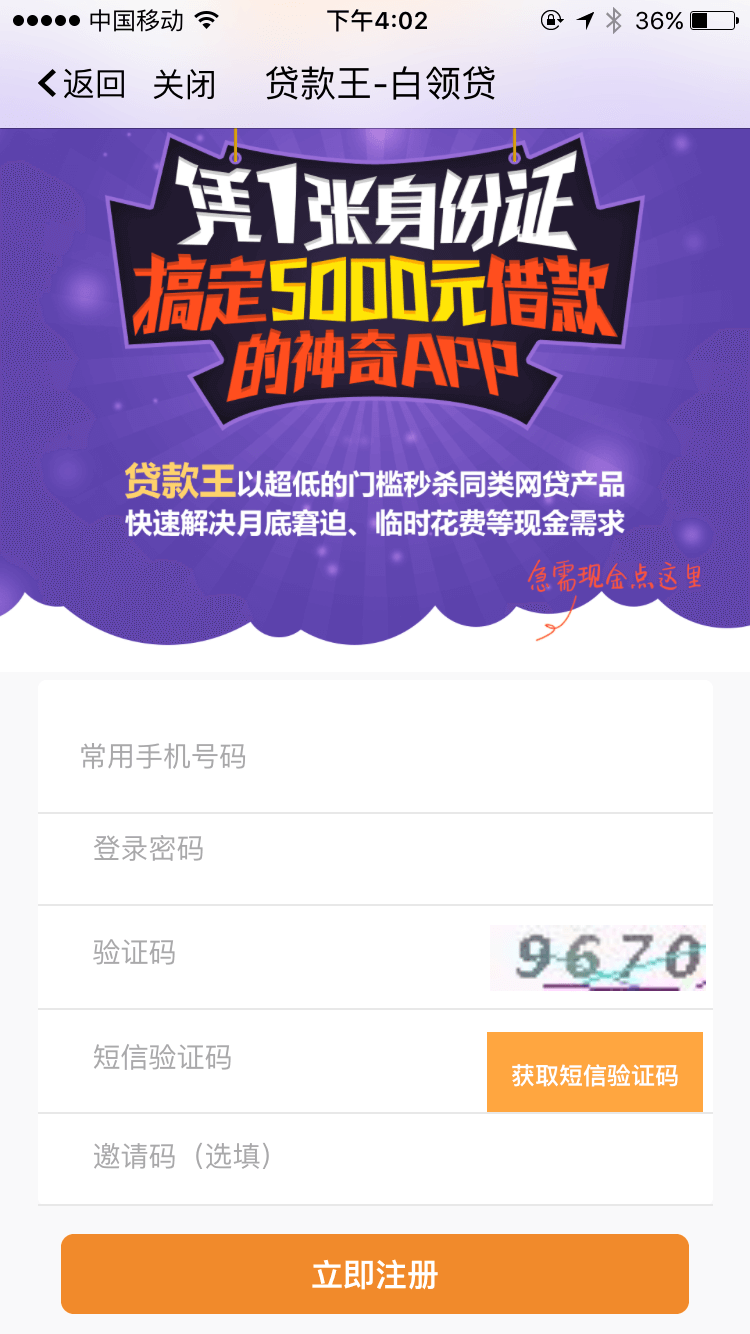 中国移动 下午4:02 36%
返回 关闭 贷款王-白领贷
凭1张身份证
搞定5000元借款
的神奇APP
贷款王以超低的门槛秒杀同类网贷产品
快速解决月底窘迫、临时花费等现金需求
急需现金点这里
常用手机号码
登录密码
验证码 9670
短信验证码 获取短信验证码
邀请码（选填）
立即注册